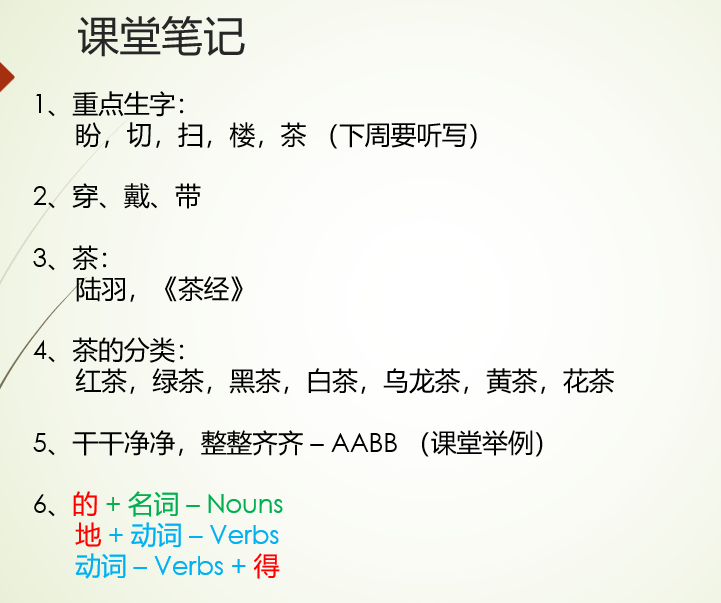 课堂笔记
1、重点生字：
盼，切，扫，楼，茶 （下周要听写）
2、穿、戴、带
3、茶：
陆羽，《茶经》
4、茶的分类：
红茶，绿茶，黑茶，白茶，乌龙茶，黄茶，花茶
5、干干净净，整整齐齐 – AABB （课堂举例）
6、的 + 名词 – Nouns
地 + 动词 – Verbs
动词 – Verbs + 得